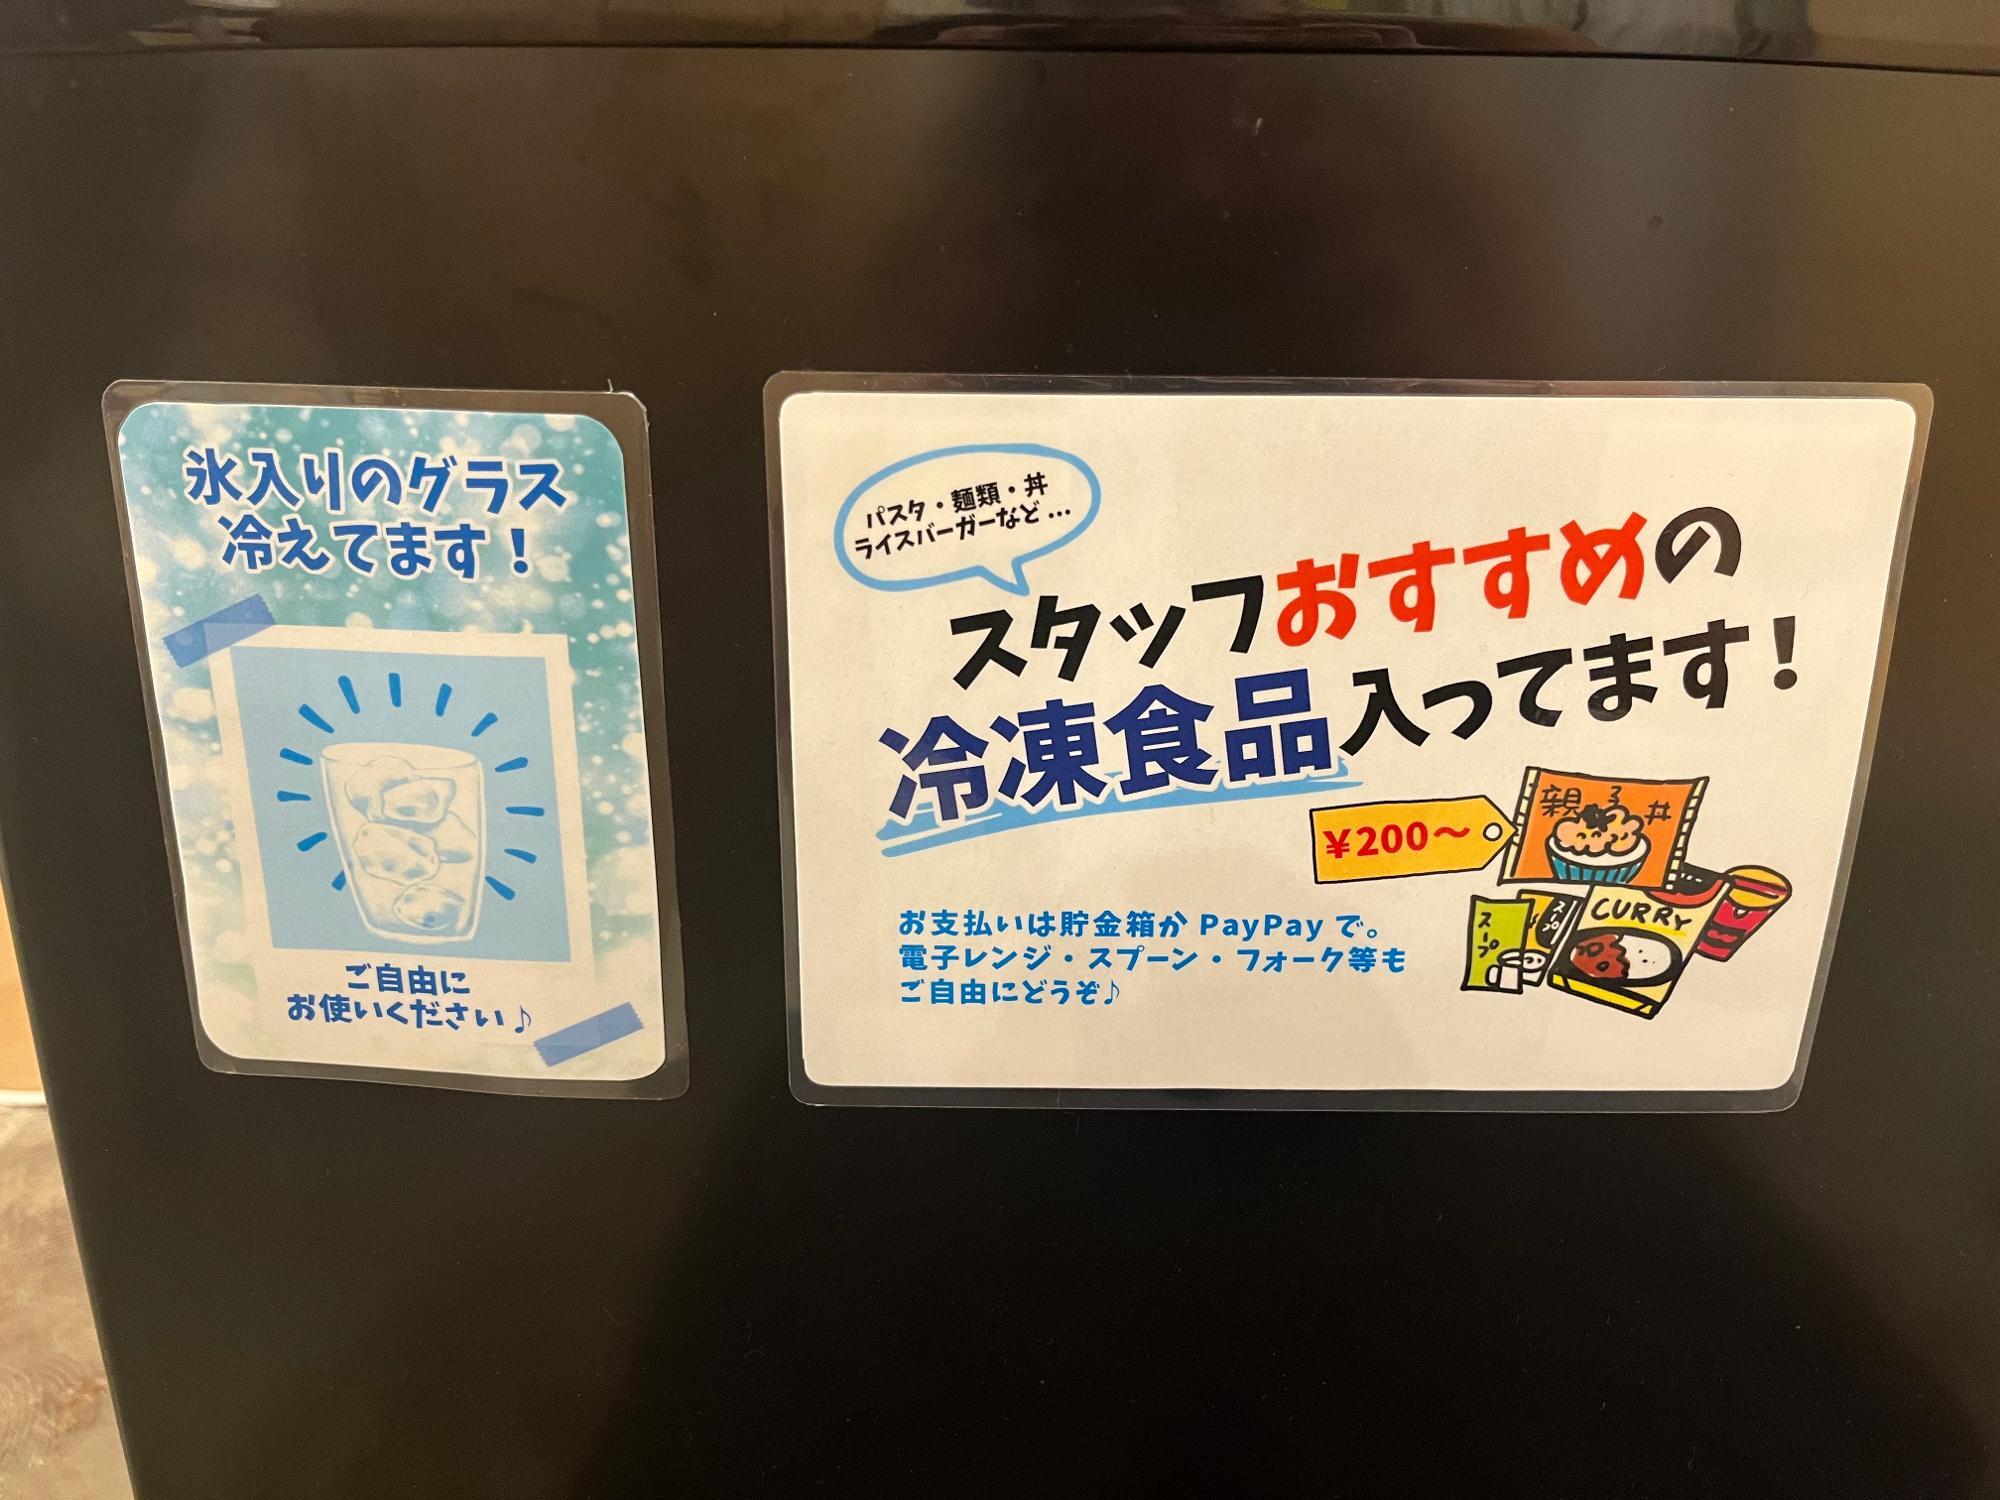 氷入りのグラス
冷えてます!
ご自由に
お使いください♪
パスタ・麺類・丼
ライスバーガーなど...
スタッフおすすめの
冷凍食品入ってます!
¥200〜
親子丼
スープ
スープ
CURRY
お支払いは貯金箱か PayPay で。
電子レンジ・スプーン・フォーク等も
ご自由にどうぞ♪